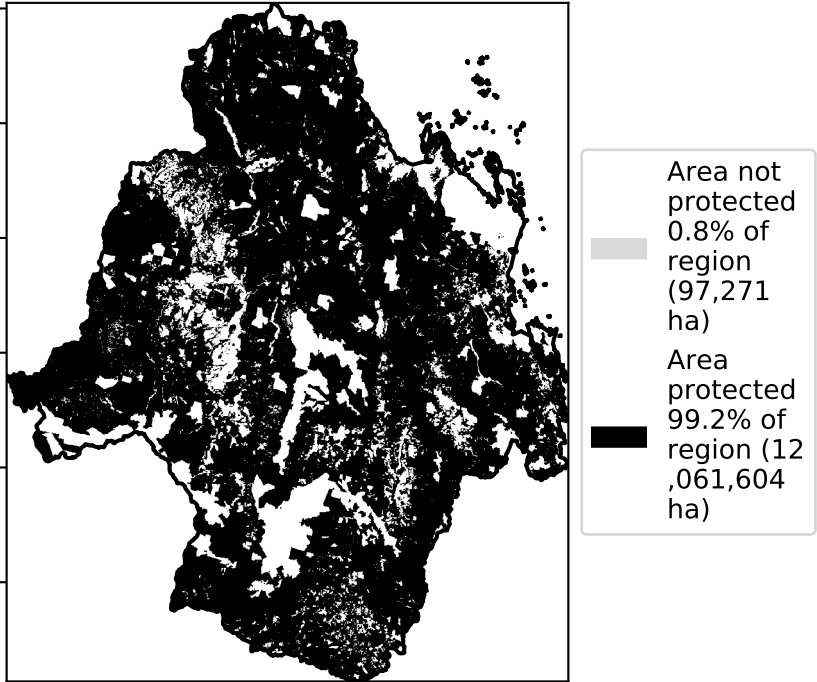 Area not
protected
0.8% of
region
(97,271
ha)
Area
protected
99.2% of
region (12
,061,604
ha)